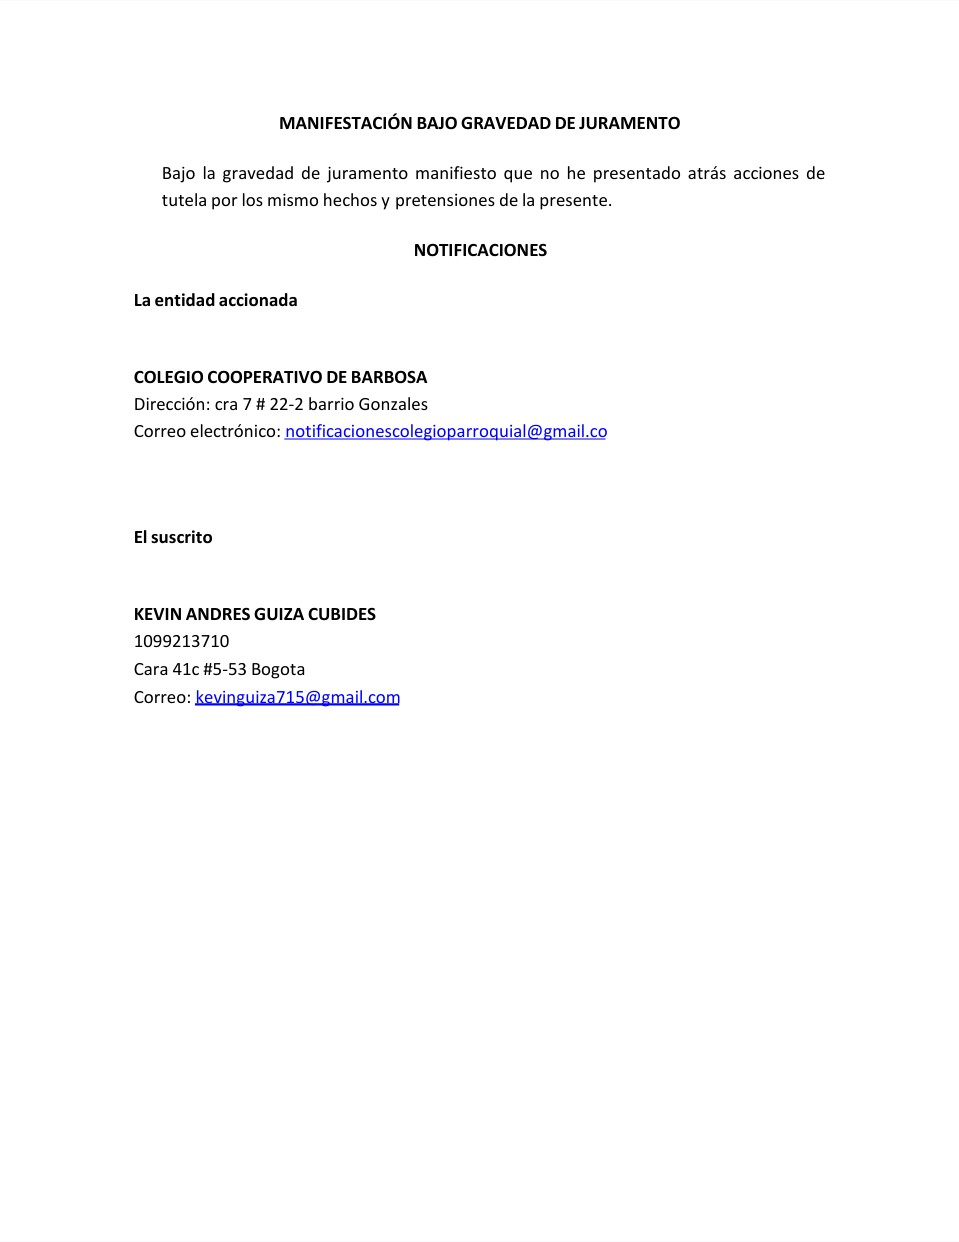 MANIFESTACIÓN BAJO GRAVEDAD DE JURAMENTO
Bajo la gravedad de juramento manifiesto que no he presentado atrás acciones de
tutela por los mismo hechos y pretensiones de la presente.
NOTIFICACIONES
La entidad accionada
COLEGIO COOPERATIVO DE BARBOSA
Dirección: cra 7 # 22-2 barrio Gonzales
Correo electrónico: notificacionescolegioparroquial@gmail.co
El suscrito
KEVIN ANDRES GUIZA CUBIDES
1099213710
Cara 41c #5-53 Bogota
Correo: kevinguiza715@gmail.com